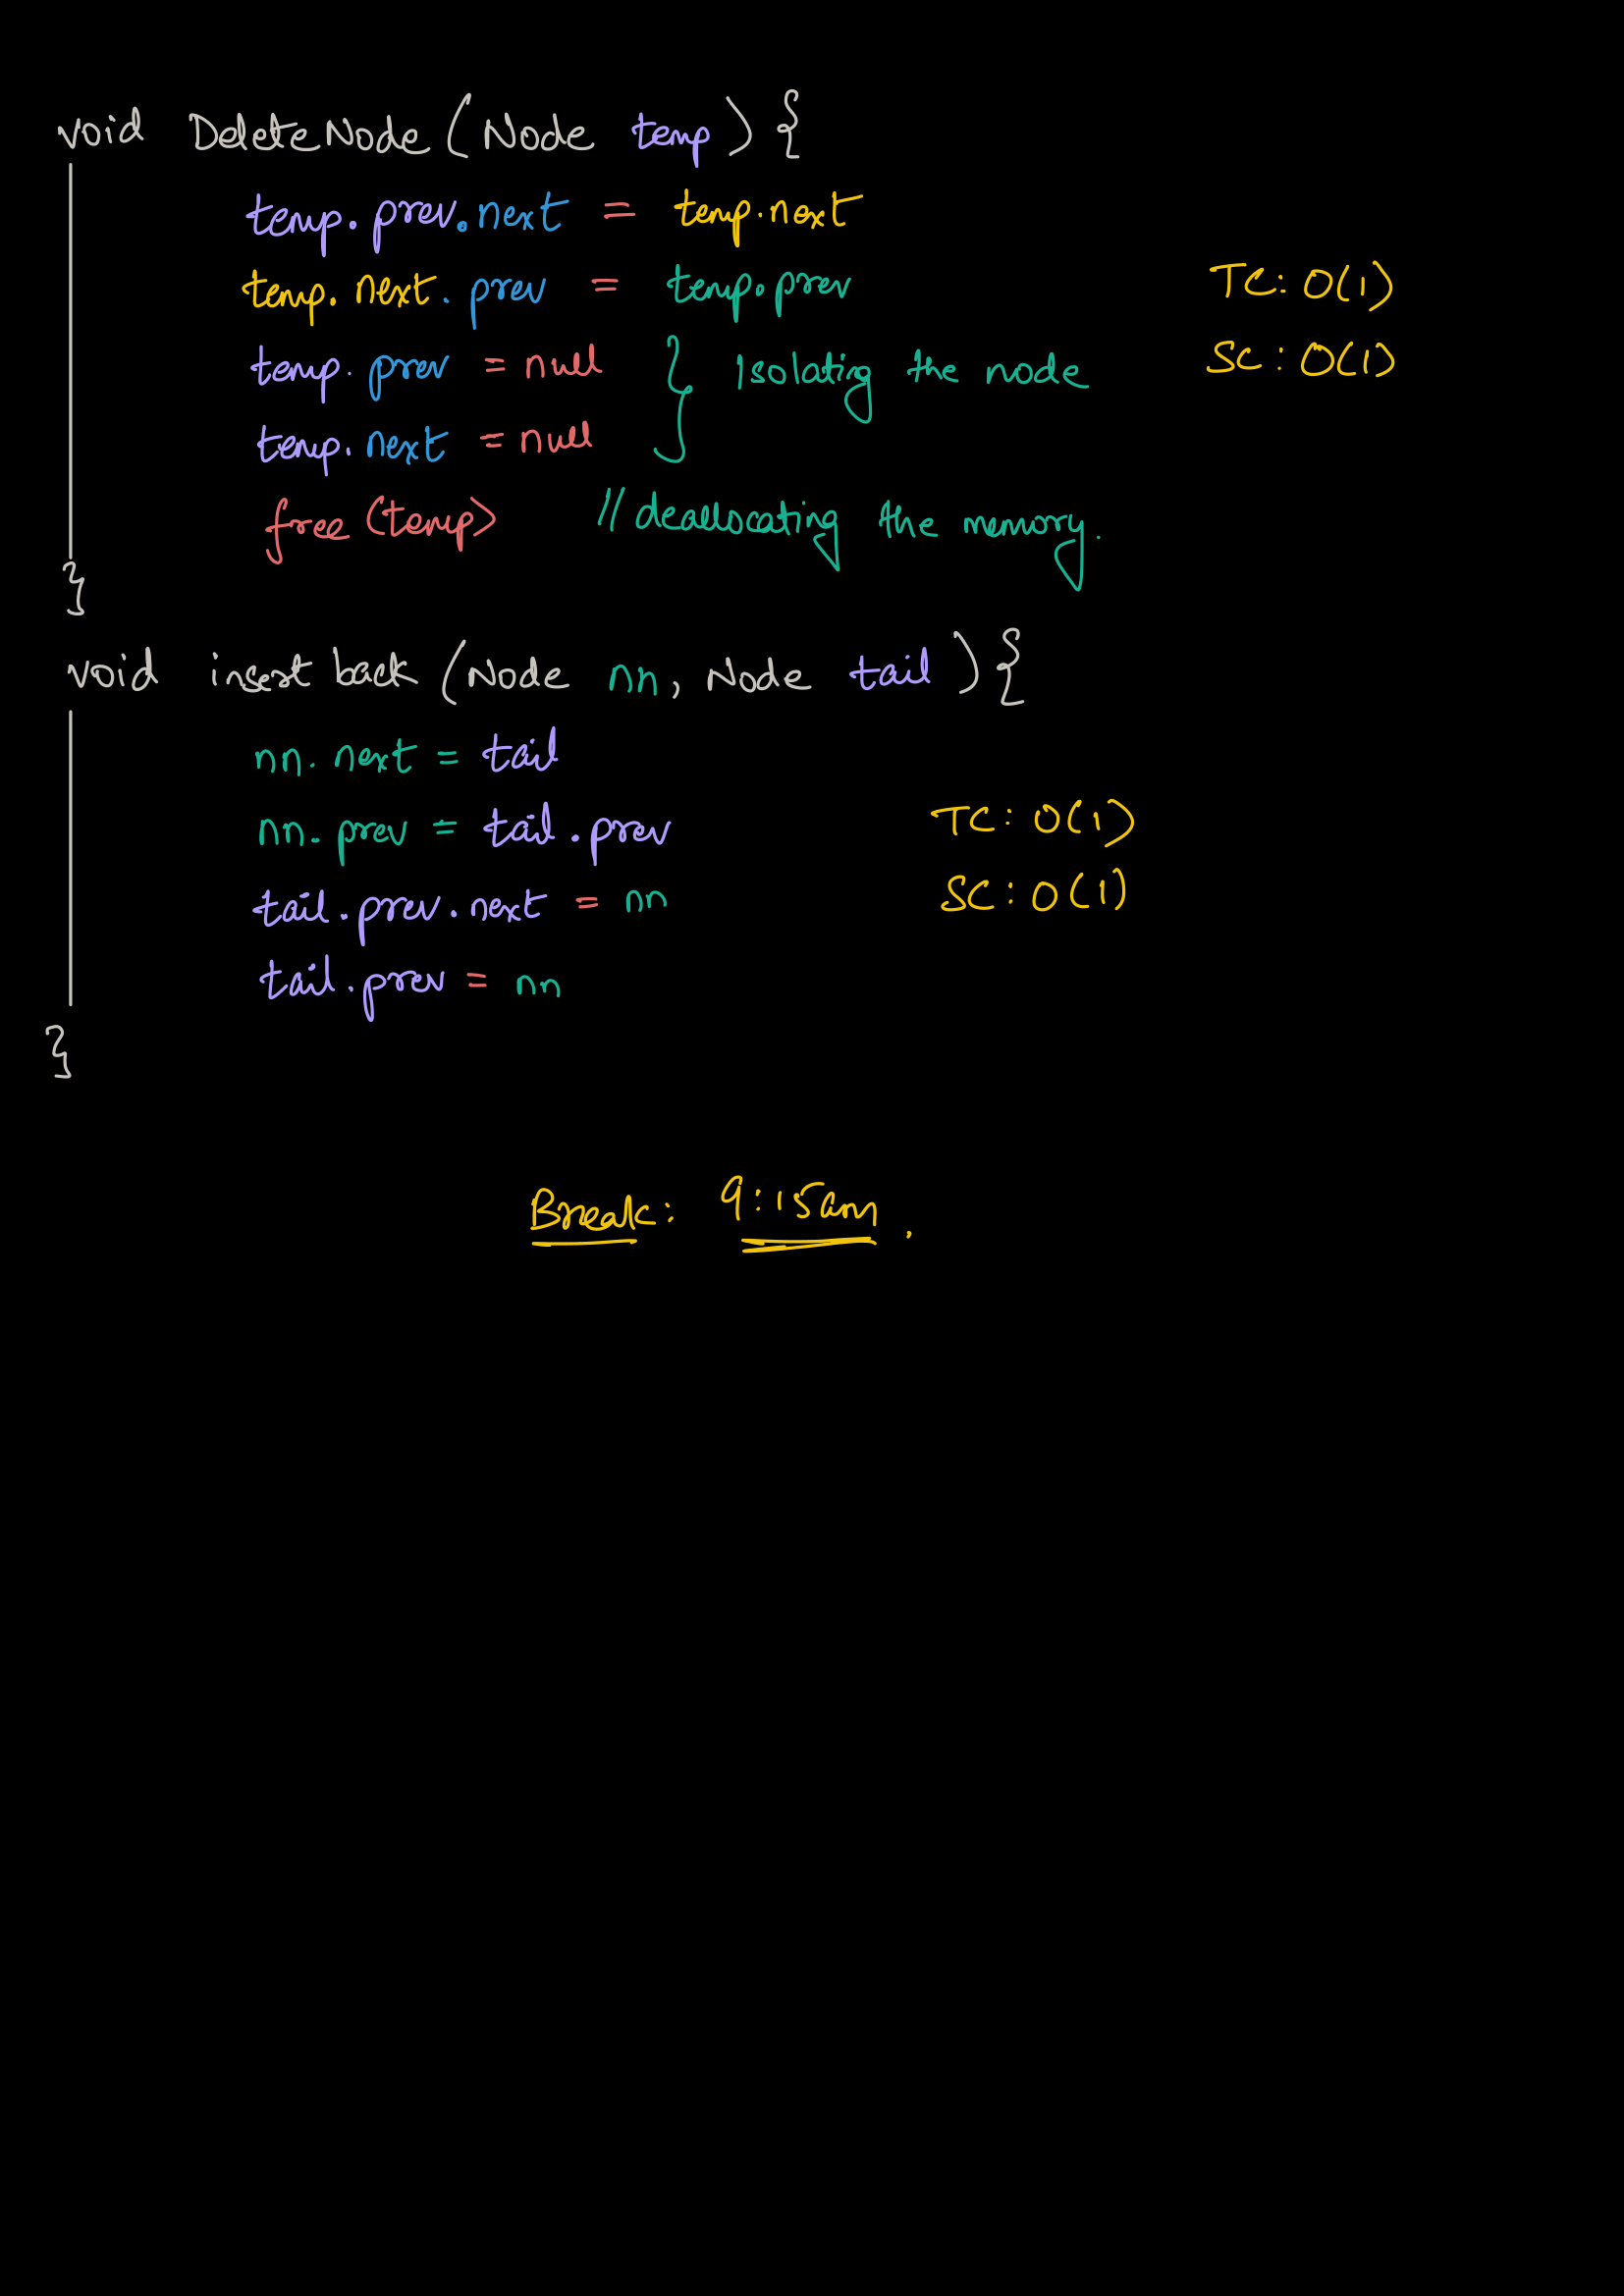 void DeleteNode (Node temp) {
temp.prev.next = temp.next
temp.next.prev = temp.prev
TC: O(1)
temp.prev = null } Isolating the node
SC: O(1)
temp.next = null
free (temp> // deallocating the memory.
}
void insert back (Node nn, Node tail) {
nn.next = tail
nn.prev = tail.prev
TC: O(1)
tail.prev.next = nn
SC: O(1)
tail.prev = nn
}
Break: 9:15am.